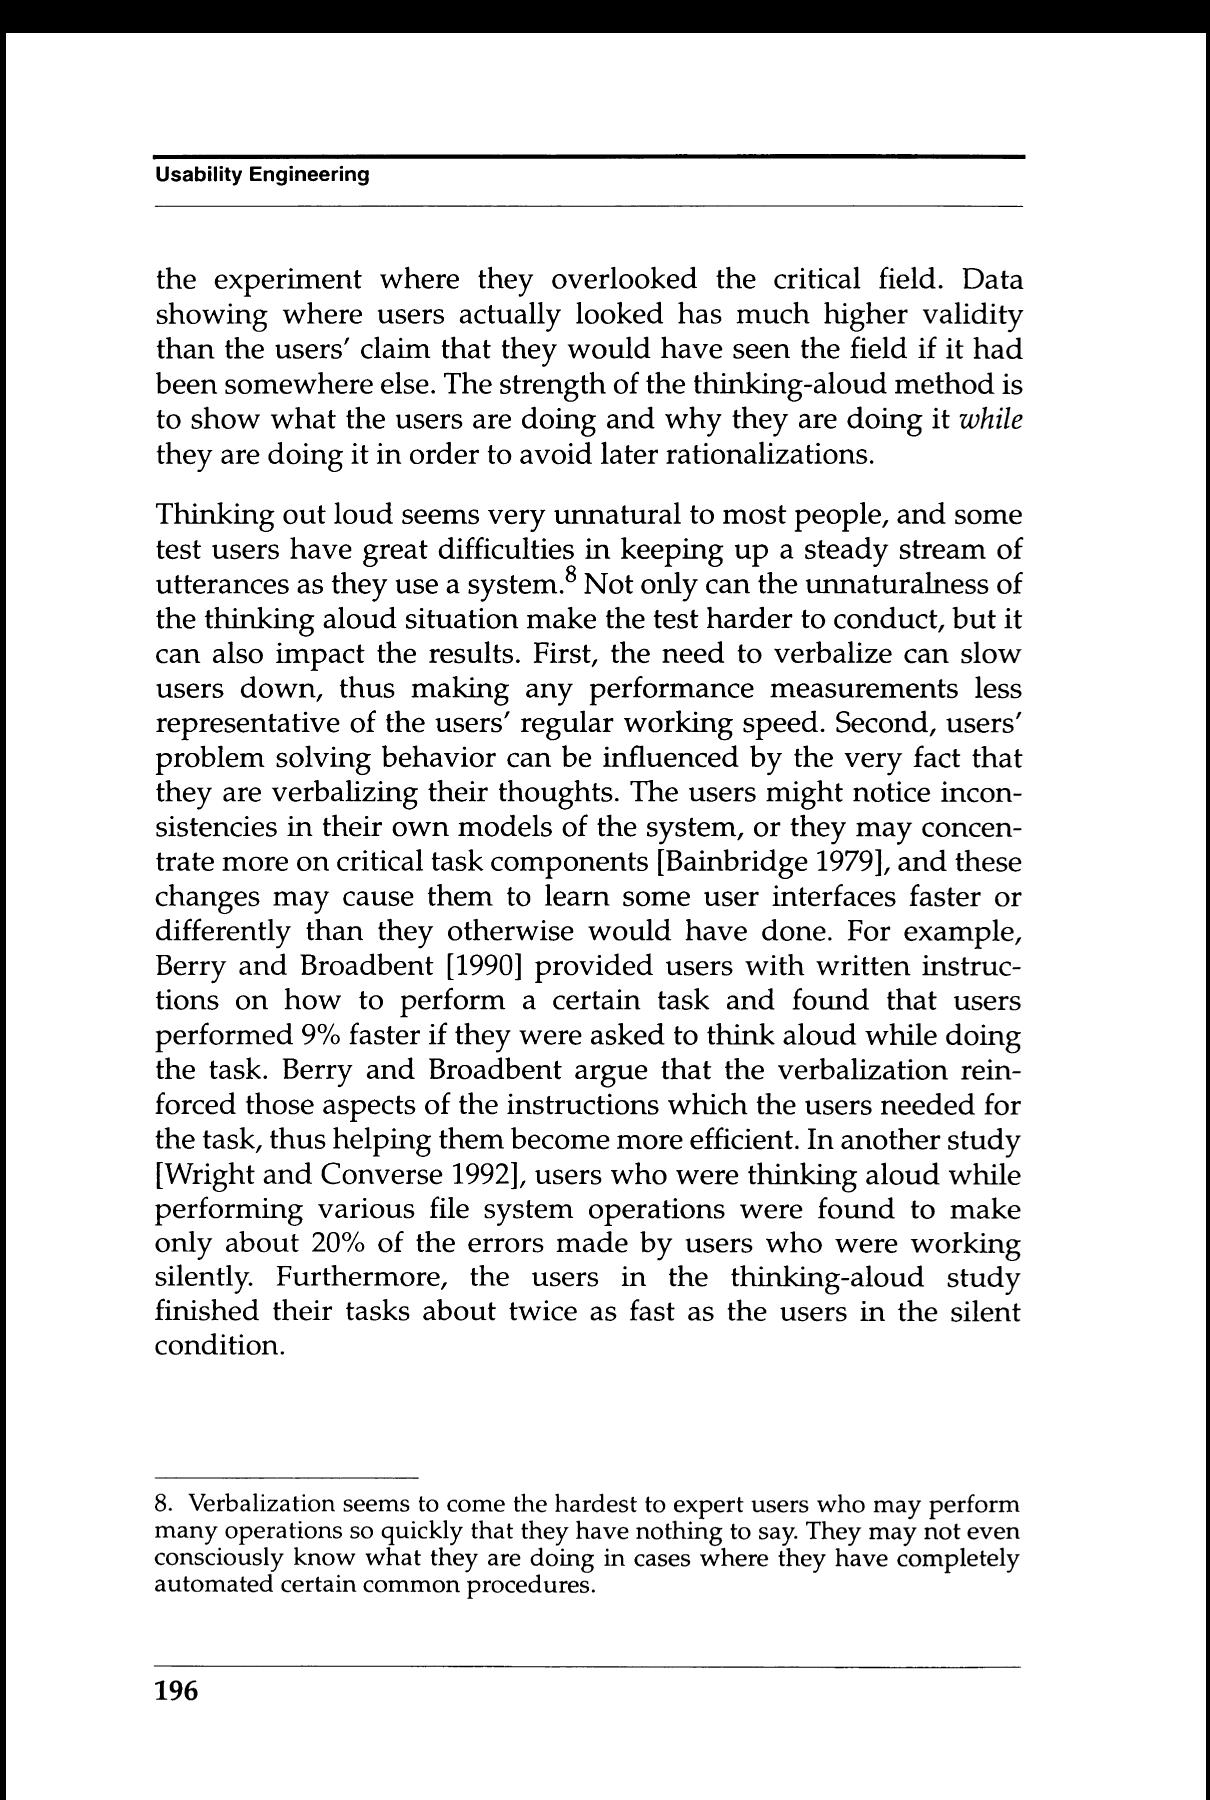 Usability Engineering
the experiment where they overlooked the critical field. Data
showing where users actually looked has much higher validity
than the users' claim that they would have seen the field if it had
been somewhere else. The strength of the thinking-aloud method is
to show what the users are doing and why they are doing it while
they are doing it in order to avoid later rationalizations.
Thinking out loud seems very unnatural to most people, and some
test users have great difficulties in keeping up a steady stream of
utterances as they use a system.8 Not only can the unnaturalness of
the thinking aloud situation make the test harder to conduct, but it
can also impact the results. First, the need to verbalize can slow
users down, thus making any performance measurements less
representative of the users' regular working speed. Second, users'
problem solving behavior can be influenced by the very fact that
they are verbalizing their thoughts. The users might notice incon-
sistencies in their own models of the system, or they may concen-
trate more on critical task components [Bainbridge 1979], and these
changes may cause them to learn some user interfaces faster or
differently than they otherwise would have done. For example,
Berry and Broadbent [1990] provided users with written instruc-
tions on how to perform a certain task and found that users
performed 9% faster if they were asked to think aloud while doing
the task. Berry and Broadbent argue that the verbalization rein-
forced those aspects of the instructions which the users needed for
the task, thus helping them become more efficient. In another study
[Wright and Converse 1992], users who were thinking aloud while
performing various file system operations were found to make
only about 20% of the errors made by users who were working
silently. Furthermore, the users in the thinking-aloud study
finished their tasks about twice as fast as the users in the silent
condition.
8. Verbalization seems to come the hardest to expert users who may perform
many operations so quickly that they have nothing to say. They may not even
consciously know what they are doing in cases where they have completely
automated certain common procedures.
196